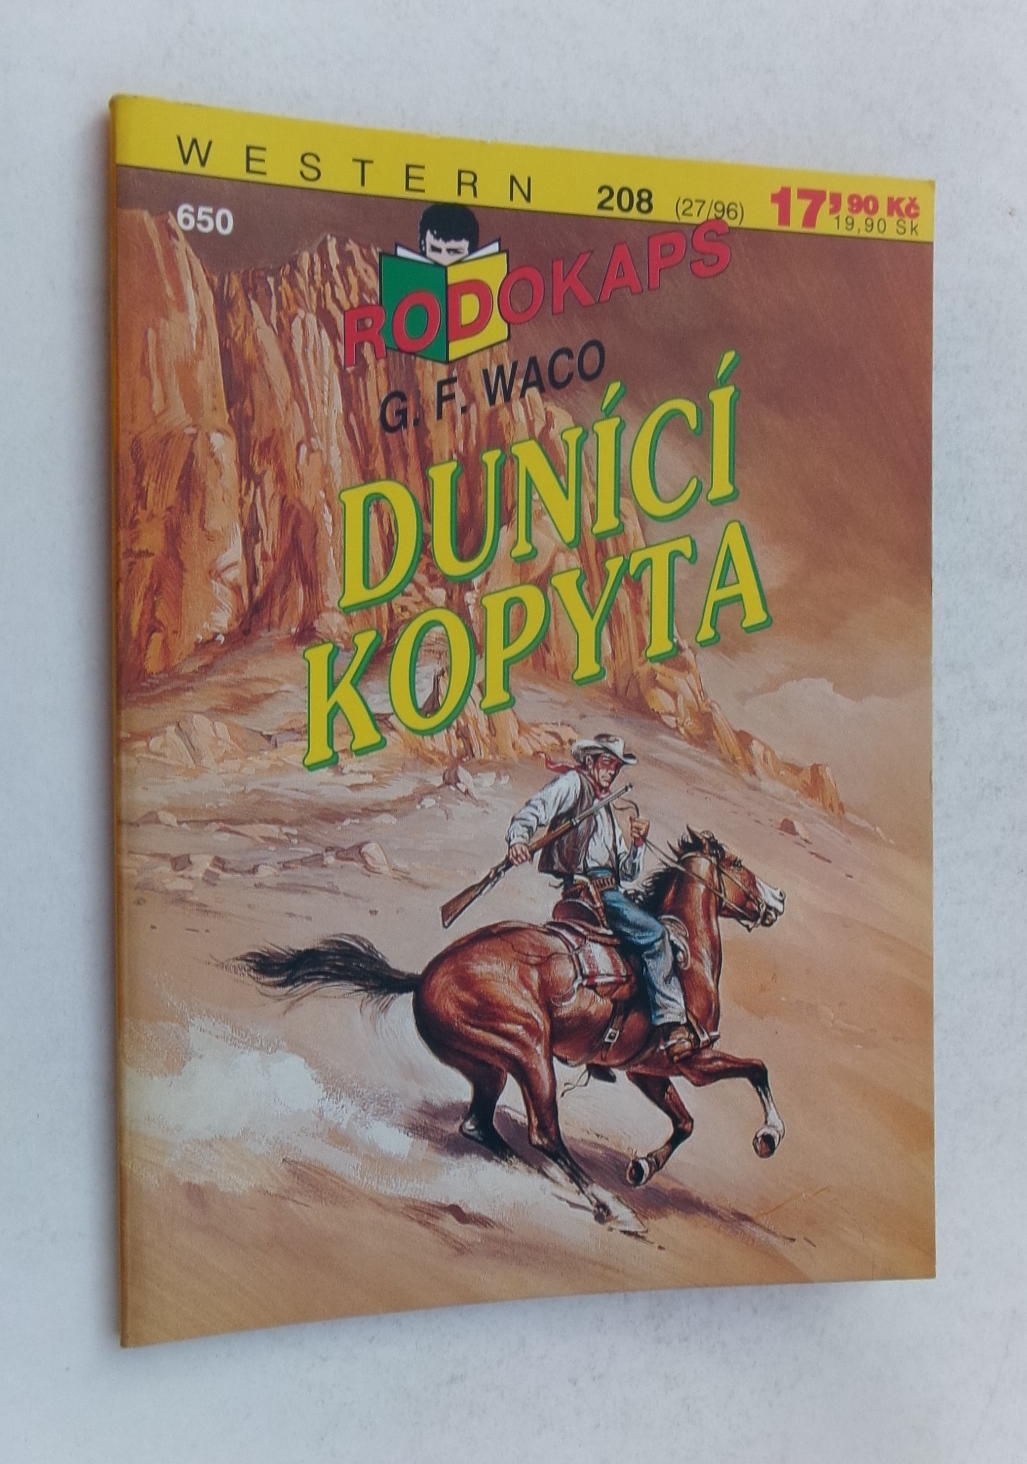 WESTERN 208 (27/96) 17,90 Kč
19,90 Sk
650
RODOKAPS
G. F. WACO
DUNÍCÍ
KOPYTA